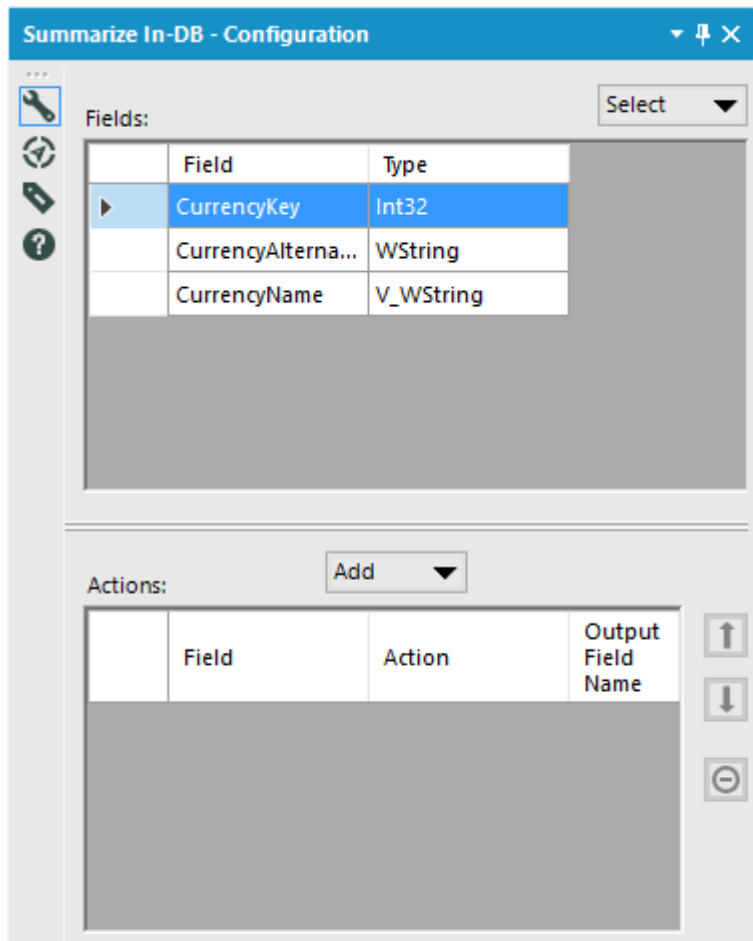 Summarize In-DB - Configuration
Select
Fields:
Field Type
CurrencyKey Int32
CurrencyAlterna... WString
CurrencyName V_WString
Add
Actions:
Field Action Output Field Name